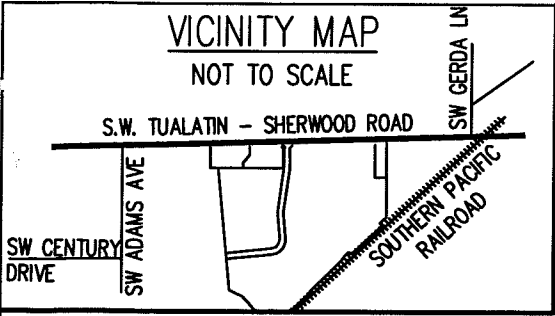 VICINITY MAP
NOT TO SCALE
SW GERDA LN
S.W. TUALATIN - SHERWOOD ROAD
SW ADAMS AVE
SW CENTURY
DRIVE
SOUTHERN PACIFIC
RAILROAD